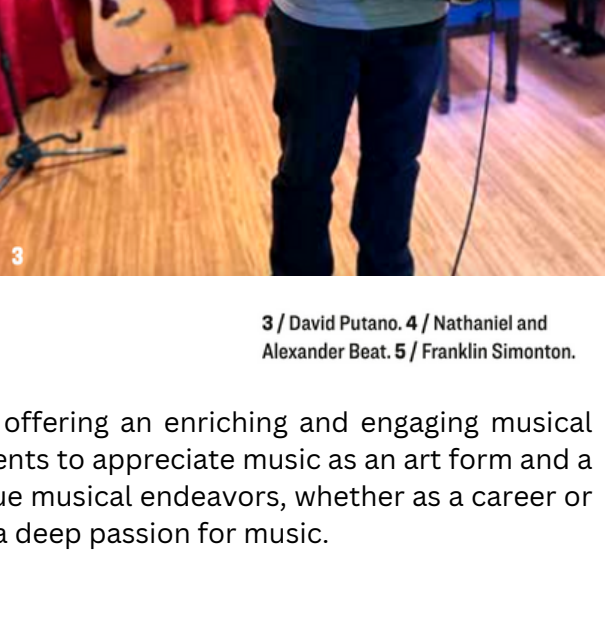 3
3 / David Putano. 4 / Nathaniel and
Alexander Beat. 5 / Franklin Simonton.
offering an enriching and engaging musical
ents to appreciate music as an art form and a
ue musical endeavors, whether as a career or
a deep passion for music.